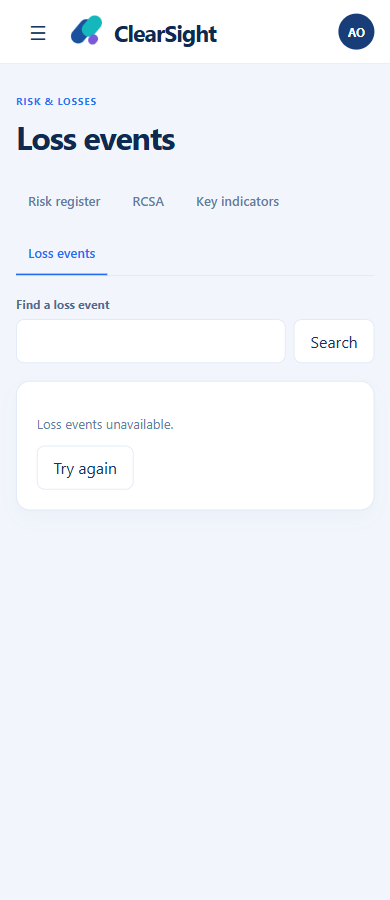 ClearSight
AO
RISK & LOSSES
Loss events
Risk register RCSA Key indicators
Loss events
Find a loss event
Search
Loss events unavailable.
Try again